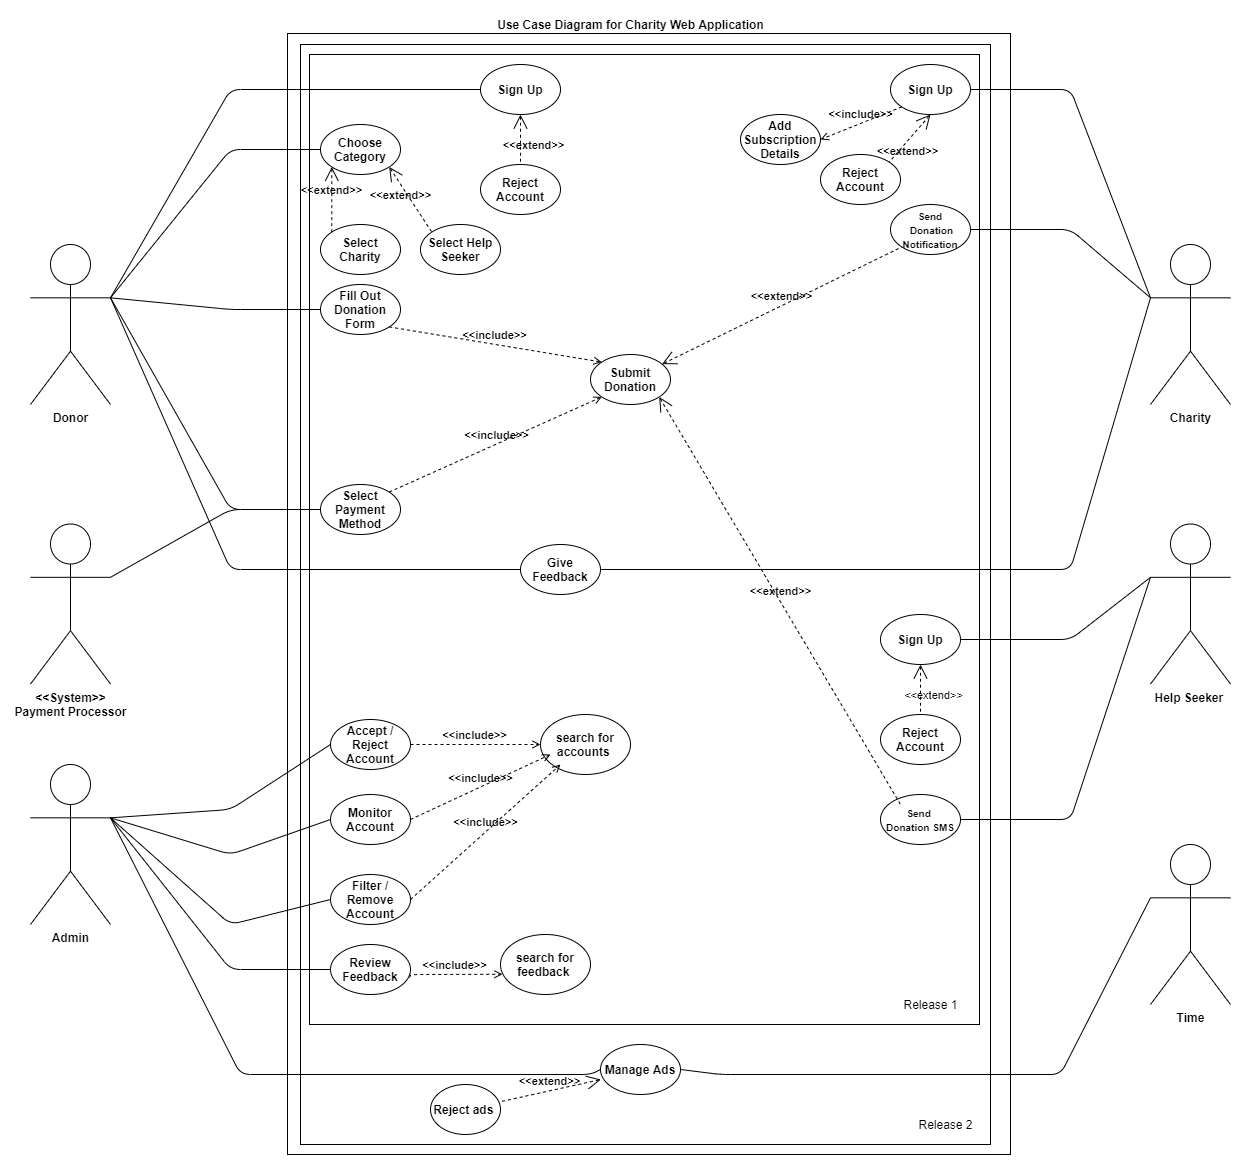 Use Case Diagram for Charity Web Application
Sign Up
Sign Up
<<include>>
Add
Subscription
Details
Choose
Category
<<extend>>
<<extend>>
Reject
Account
Reject
Account
<<extend>>
<<extend>>
Select
Charity
Select Help
Seeker
Send
Donation
Notification
Fill Out
Donation
Form
<<extend>>
<<include>>
Submit
Donation
Donor
Charity
<<include>>
Select
Payment
Method
Give
Feedback
<<extend>>
Sign Up
<<System>>
Payment Processor
Help Seeker
<<extend>>
Accept /
Reject
Account
<<include>>
search for
accounts
Reject
Account
<<include>>
Monitor
Account
<<include>>
Send
Donation SMS
Filter /
Remove
Account
Admin
Review
Feedback
<<include>>
search for
feedback
Release 1
Time
Manage Ads
<<extend>>
Reject ads
Release 2